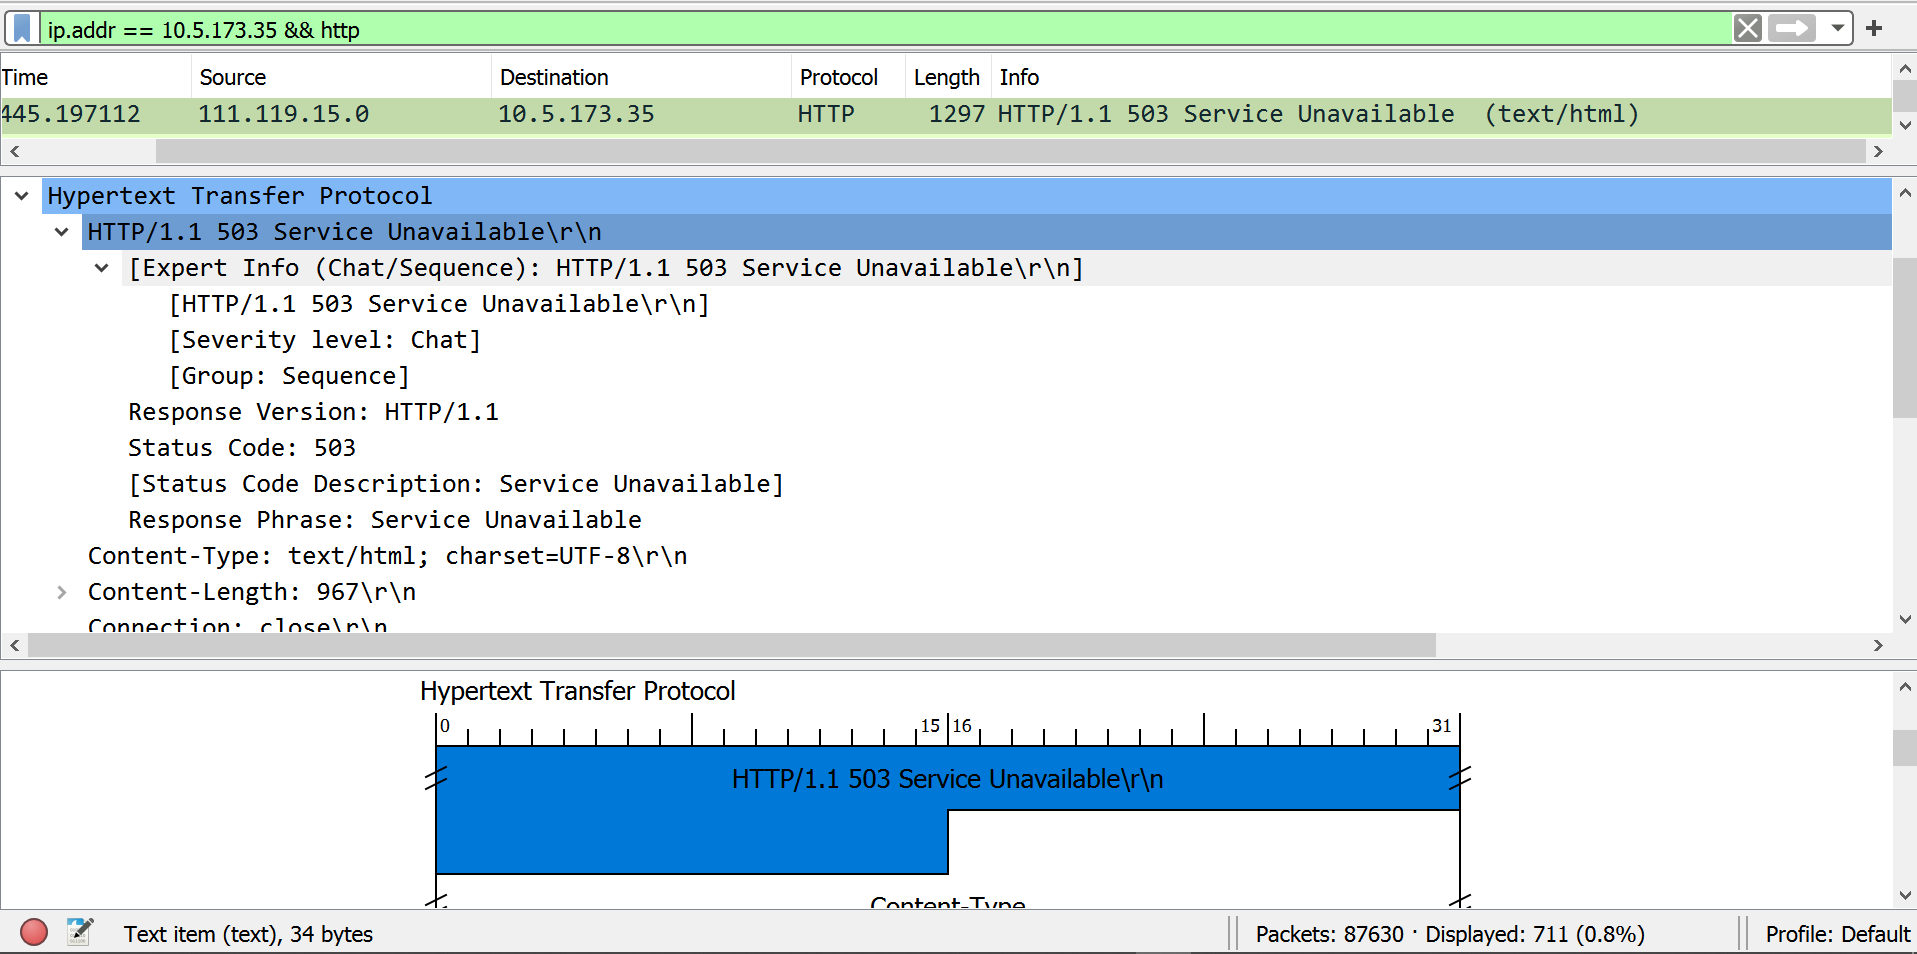 ip.addr == 10.5.173.35 && http
Time Source Destination Protocol Length Info
445.197112 111.119.15.0 10.5.173.35 HTTP 1297 HTTP/1.1 503 Service Unavailable (text/html)
Hypertext Transfer Protocol
HTTP/1.1 503 Service Unavailable\r\n
[Expert Info (Chat/Sequence): HTTP/1.1 503 Service Unavailable\r\n]
[HTTP/1.1 503 Service Unavailable\r\n]
[Severity level: Chat]
[Group: Sequence]
Response Version: HTTP/1.1
Status Code: 503
[Status Code Description: Service Unavailable]
Response Phrase: Service Unavailable
Content-Type: text/html; charset=UTF-8\r\n
Content-Length: 967\r\n
Connection: close\r\n
Hypertext Transfer Protocol
0 15 16 31
HTTP/1.1 503 Service Unavailable\r\n
Content-Type
Text item (text), 34 bytes Packets: 87630 · Displayed: 711 (0.8%) Profile: Default